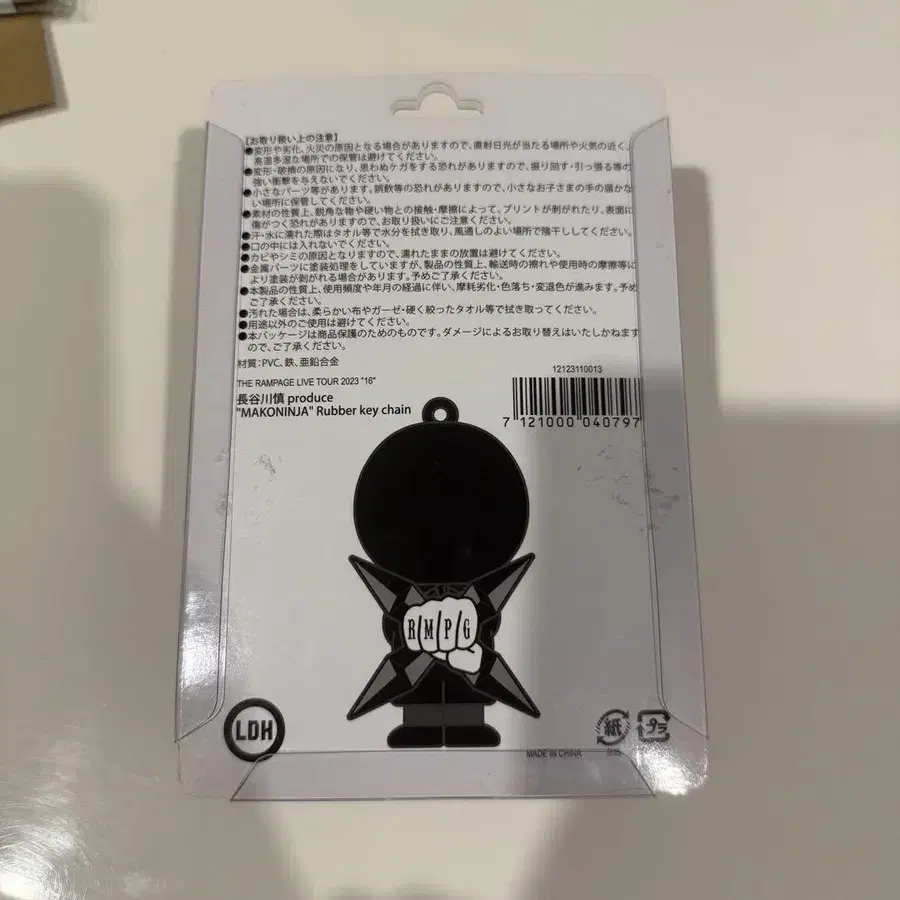 【お取り扱い上の注意】
●変形や劣化、火災の原因となる場合がありますので、直射日光が当たる場所や火気の近く、
高温多湿な場所での保管は避けてください。
●変形・破損の原因になり、思わぬケガをする恐れがありますので、振り回す・引っ張る等の
強い衝撃を与えないでください。
●小さなパーツ等があります。誤飲等の恐れがありますので、小さなお子さまの手の届かな
い場所に保管してください。
●素材の性質上、鋭角な物や硬い物との接触・摩擦によって、プリントが剥がれたり、表面に
傷がつく恐れがありますので、お取り扱いにご注意ください。
●汗・水に濡れた際はタオル等で水分を拭き取り、風通しのよい場所で陰干ししてください。
●口の中には入れないでください。
●カビやシミの原因となりますので、濡れたままの放置は避けてください。
●金属パーツに塗装処理をしていますが、製品の性質上、輸送時の擦れや使用時の摩擦等に
より塗装が剥がれる場合があります。予めご了承ください。
●本製品の性質上、使用頻度や年月の経過に伴い、摩耗劣化・色落ち・変退色が進みます。予め
ご了承ください。
●汚れた場合は、柔らかい布やガーゼ・硬く絞ったタオル等で拭き取ってください。
●用途以外のご使用は避けてください。
●本パッケージは商品保護のためのものです。ダメージによるお取り替えはいたしかねます
ので、ご了承ください。
材質：PVC、鉄、亜鉛合金
THE RAMPAGE LIVE TOUR 2023 "16"
長谷川慎 produce
"MAKONINJA" Rubber key chain
12123110013
7 121000 040797
R/M/P/G
LDH
MADE IN CHINA
紙
プラ